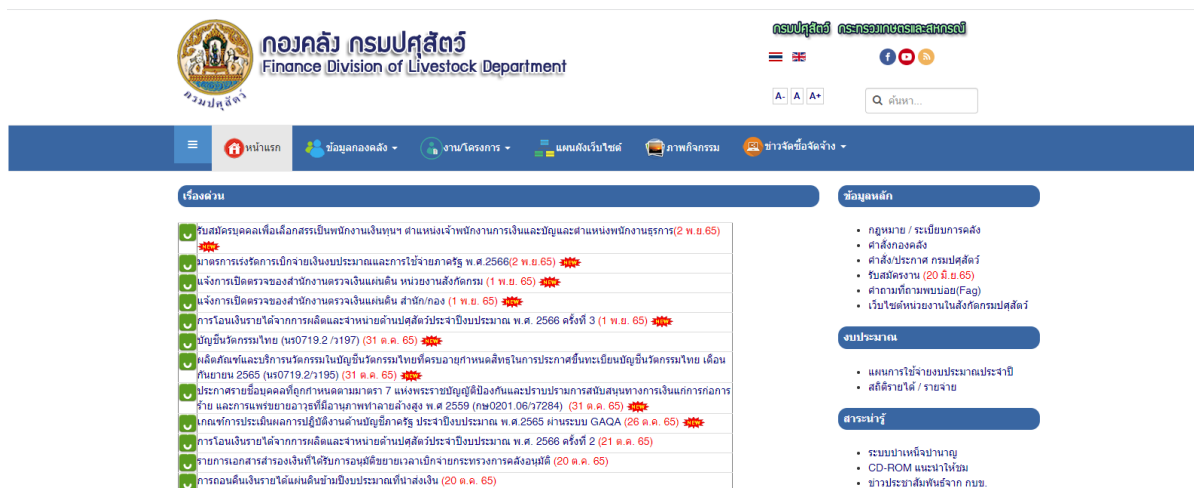 กรมปศุสัตว์ กระทรวงเกษตรและสหกรณ์
กองคลัง กรมปศุสัตว์
Finance Division of Livestock Department
กรมปศุสัตว์
A- A A+
ค้นหา...
หน้าแรก ข้อมูลกองคลัง งาน/โครงการ แผนผังเว็บไซต์ ภาพกิจกรรม ข่าวจัดซื้อจัดจ้าง
เรื่องด่วน
รับสมัครบุคคลเพื่อเลือกสรรเป็นพนักงานเงินทุนฯ ตำแหน่งเจ้าพนักงานการเงินและบัญและตำแหน่งพนักงานธุรการ(2 พ.ย.65)
NEW
มาตรการเร่งรัดการเบิกจ่ายเงินงบประมาณและการใช้จ่ายภาครัฐ พ.ศ.2566(2 พ.ย.65) NEW
แจ้งการเปิดตรวจของสำนักงานตรวจเงินแผ่นดิน หน่วยงานสังกัดกรม (1 พ.ย. 65) NEW
แจ้งการเปิดตรวจของสำนักงานตรวจเงินแผ่นดิน สำนัก/กอง (1 พ.ย. 65) NEW
การโอนเงินรายได้จากการผลิตและจำหน่ายด้านปศุสัตว์ประจำปีงบประมาณ พ.ศ. 2566 ครั้งที่ 3 (1 พ.ย. 65) NEW
บัญชีนวัตกรรมไทย (นร0719.2 /ว197) (31 ต.ค. 65) NEW
ผลิตภัณฑ์และบริการนวัตกรรมในบัญชีนวัตกรรมไทยที่ครบอายุกำหนดสิทธฺในการประกาศขึ้นทะเบียนบัญชีนวัตกรรมไทย เดือน
กันยายน 2565 (นร0719.2/ว195) (31 ต.ค. 65) NEW
ประกาศรายชื่อบุคคลที่ถูกกำหนดตามมาตรา 7 แห่งพระราชบัญญัติป้องกันและปราบปรามการสนับสนุนทางการเงินแก่การก่อการ
ร้าย และการแพร่ขยายอาวุธที่มีอานุภาพทำลายล้างสูง พ.ศ 2559 (กษ0201.06/ว7284) (31 ต.ค. 65) NEW
เกณฑ์การประเมินผลการปฏิบัติงานด้านบัญชีภาครัฐ ประจำปีงบประมาณ พ.ศ.2565 ผ่านระบบ GAQA (26 ต.ค. 65) NEW
การโอนเงินรายได้จากการผลิตและจำหน่ายด้านปศุสัตว์ประจำปีงบประมาณ พ.ศ. 2566 ครั้งที่ 2 (21 ต.ค. 65)
รายการเอกสารสำรองเงินที่ได้รับการอนุมัติขยายเวลาเบิกจ่ายกระทรวงการคลังอนุมัติ (20 ต.ค. 65)
การถอนคืนเงินรายได้แผ่นดินข้ามปีงบประมาณที่นำส่งเงิน (20 ต.ค. 65)
ข้อมูลหลัก
กฎหมาย / ระเบียบการคลัง
คำสั่งกองคลัง
คำสั่ง/ประกาศ กรมปศุสัตว์
รับสมัครงาน (20 มิ.ย.65)
คำถามที่ถามพบบ่อย(Fag)
เว็บไซต์หน่วยงานในสังกัดกรมปศุสัตว์
งบประมาณ
แผนการใช้จ่ายงบประมาณประจำปี
สถิติรายได้ / รายจ่าย
สาระน่ารู้
ระบบบำเหน็จบำนาญ
CD-ROM แนะนำให้ชม
ข่าวประชาสัมพันธ์จาก กบข.